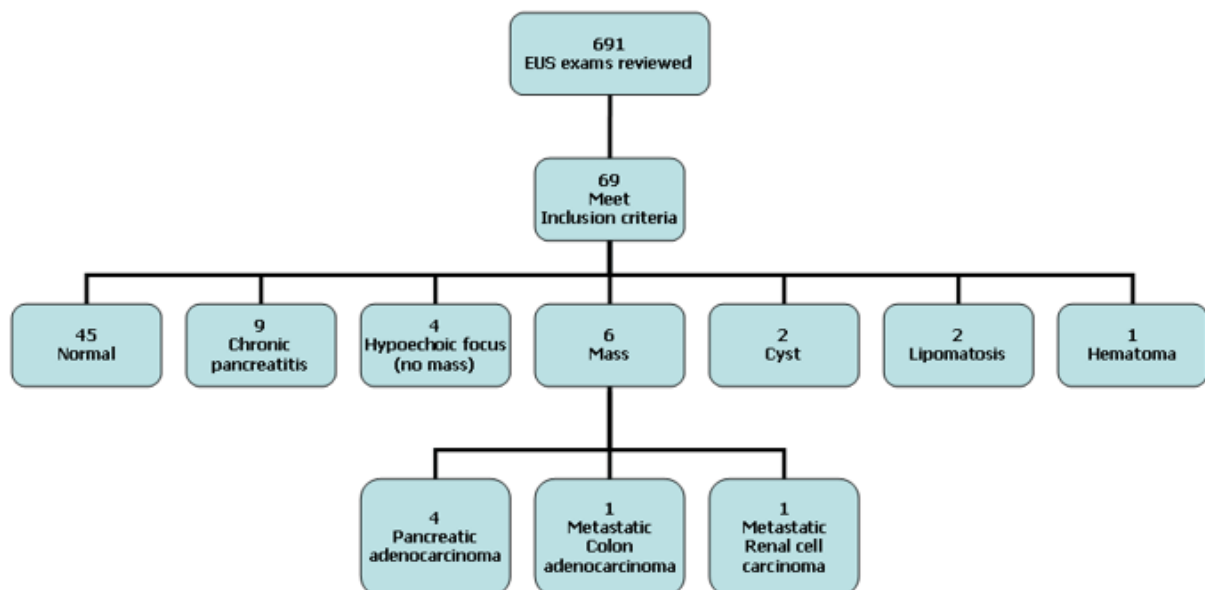 691
EUS exams reviewed
69
Meet
Inclusion criteria
45
Normal
9
Chronic
pancreatitis
4
Hypoechoic focus
(no mass)
6
Mass
2
Cyst
2
Lipomatosis
1
Hematoma
4
Pancreatic
adenocarcinoma
1
Metastatic
Colon
adenocarcinoma
1
Metastatic
Renal cell
carcinoma